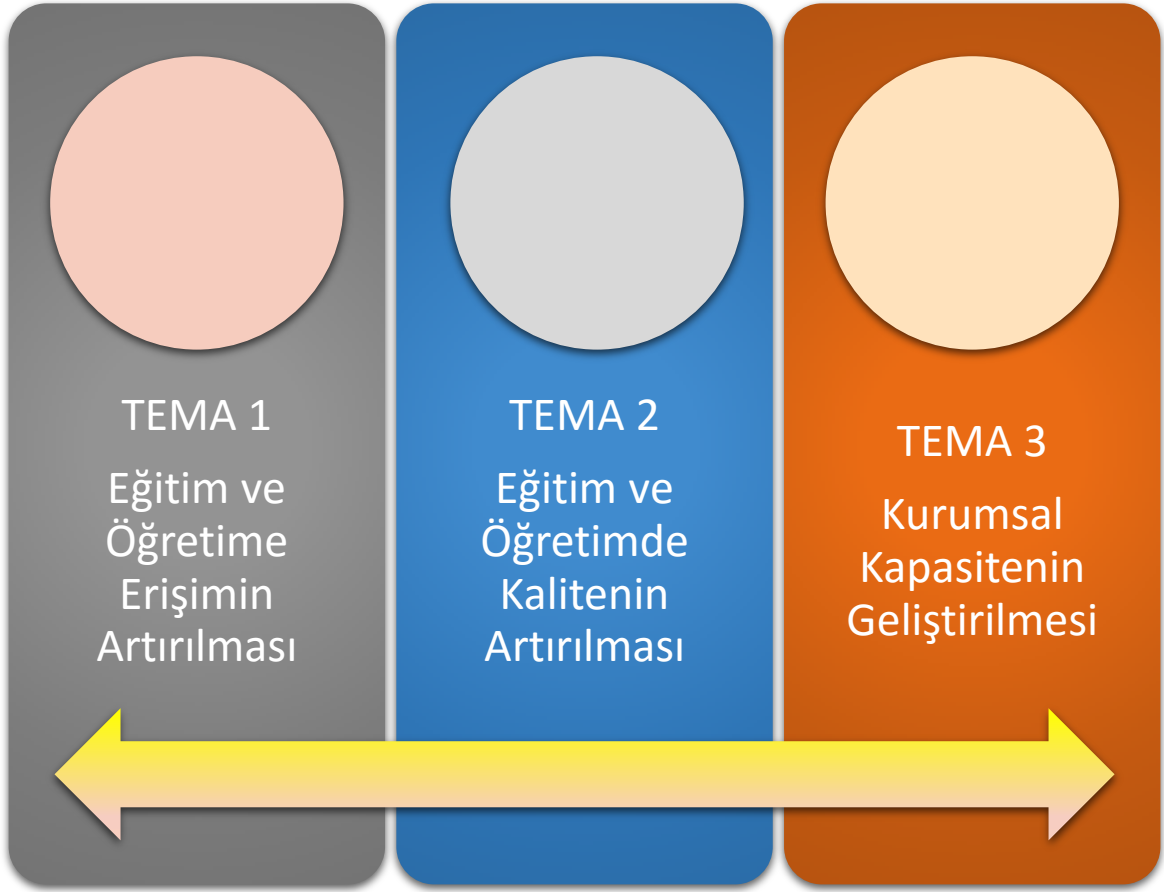 TEMA 1
Eğitim ve
Öğretime
Erişimin
Artırılması
TEMA 2
Eğitim ve
Öğretimde
Kalitenin
Artırılması
TEMA 3
Kurumsal
Kapasitenin
Geliştirilmesi